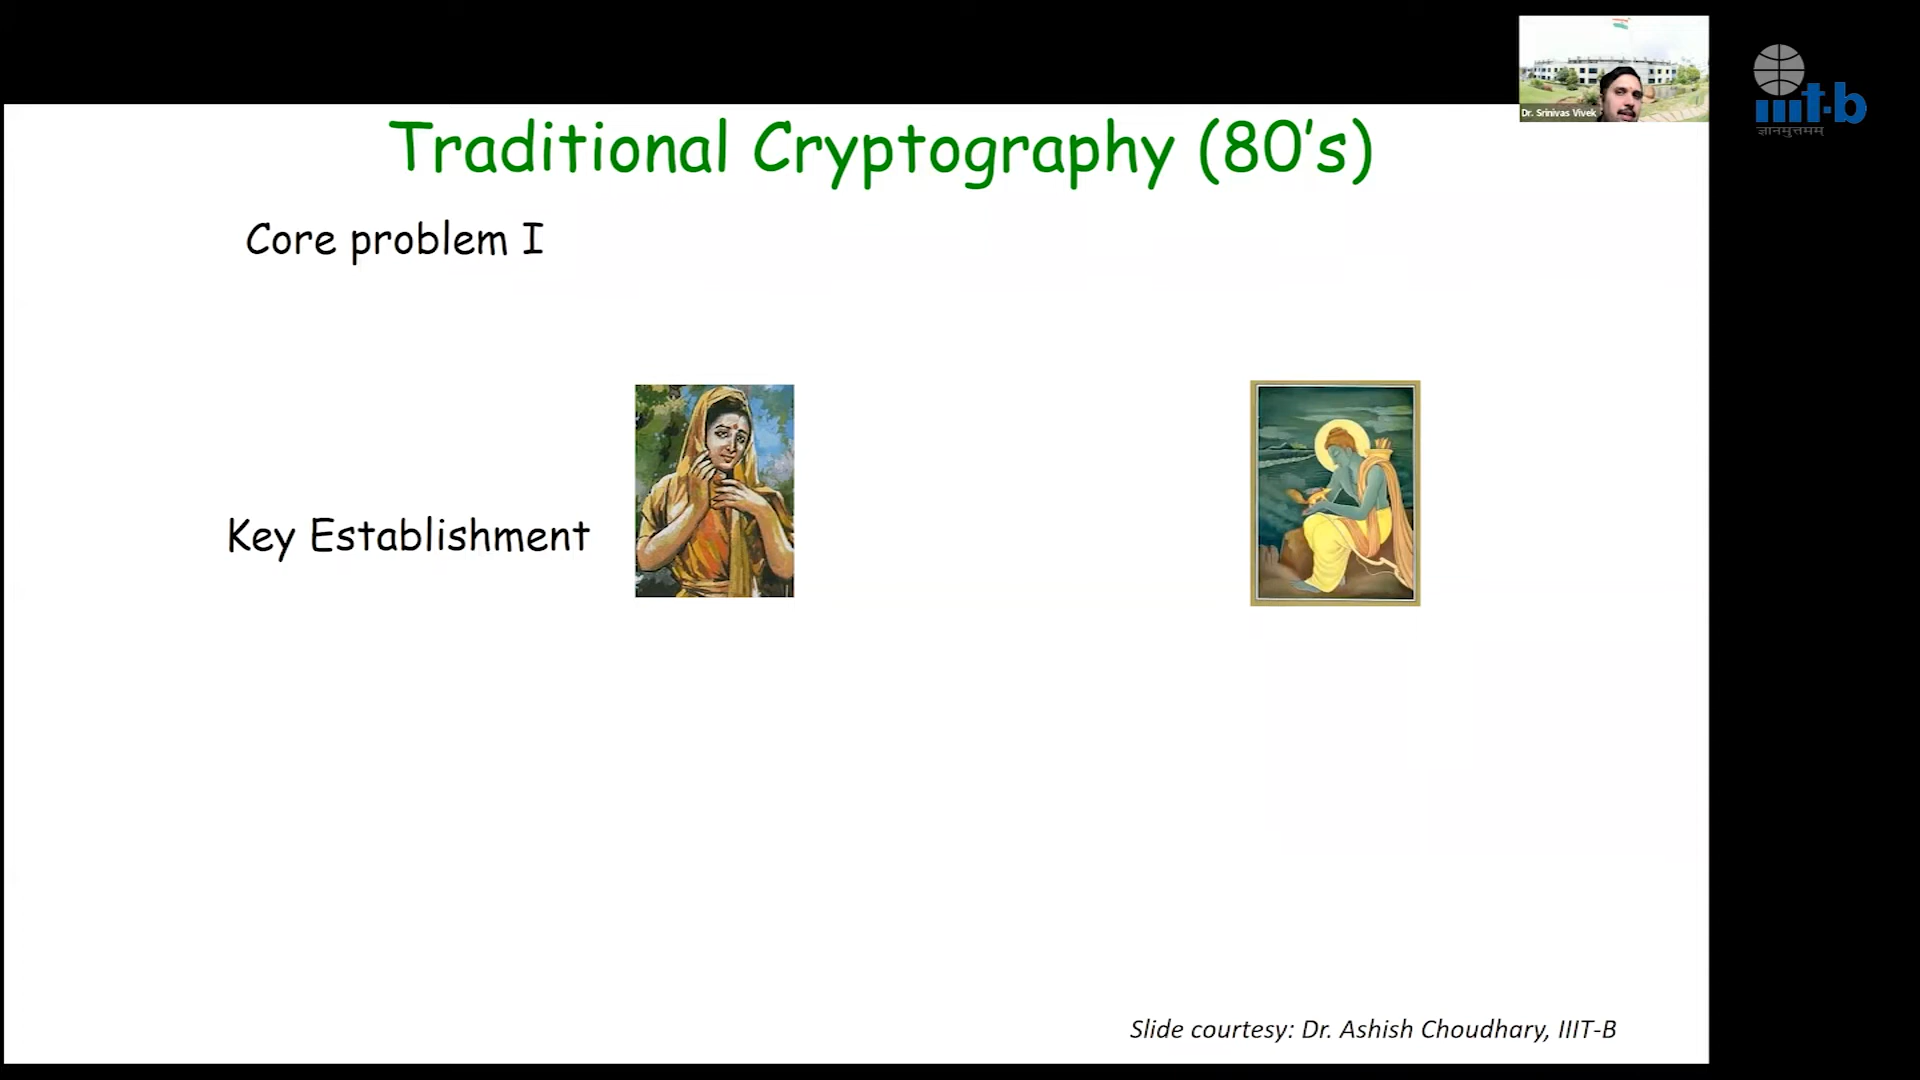 Dr. Srinivas Vivek
iiit-b
ज्ञानमुत्तमम्
Traditional Cryptography (80's)
Core problem I
Key Establishment
Slide courtesy: Dr. Ashish Choudhary, IIIT-B